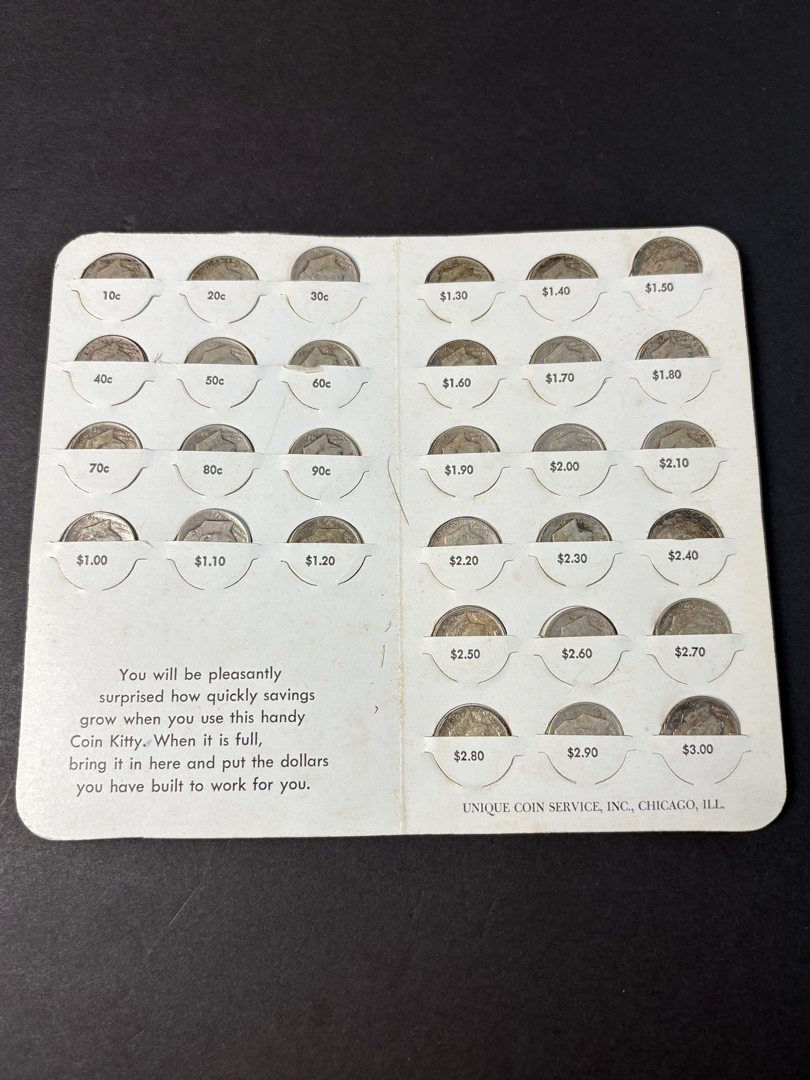 10c 20c 30c
40c 50c 60c
70c 80c 90c
$1.00 $1.10 $1.20
You will be pleasantly
surprised how quickly savings
grow when you use this handy
Coin Kitty. When it is full,
bring it in here and put the dollars
you have built to work for you.
$1.30 $1.40 $1.50
$1.60 $1.70 $1.80
$1.90 $2.00 $2.10
$2.20 $2.30 $2.40
$2.50 $2.60 $2.70
$2.80 $2.90 $3.00
UNIQUE COIN SERVICE, INC., CHICAGO, ILL.